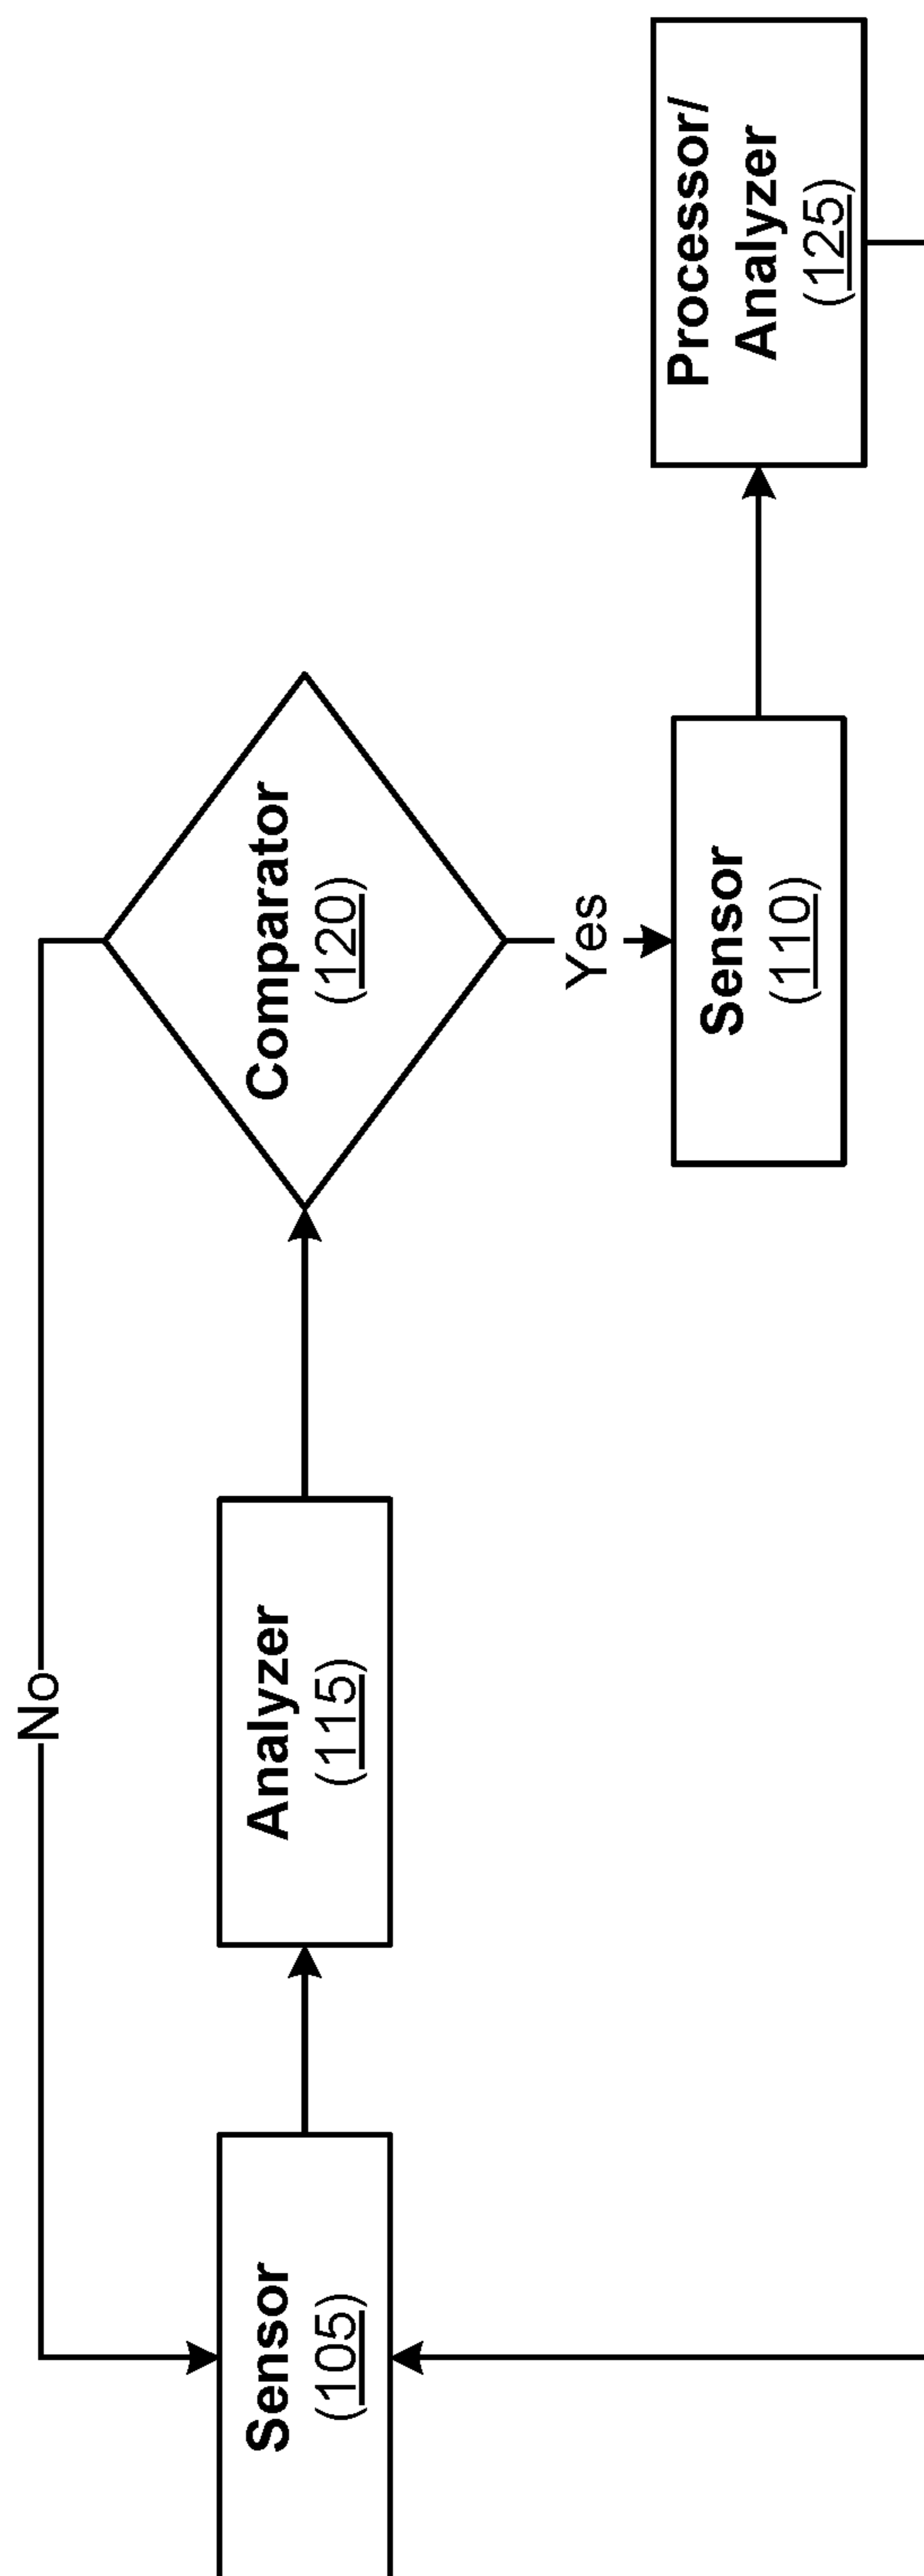 No
Sensor
(105)
Analyzer
(115)
Comparator
(120)
Yes
Sensor
(110)
Processor/
Analyzer
(125)